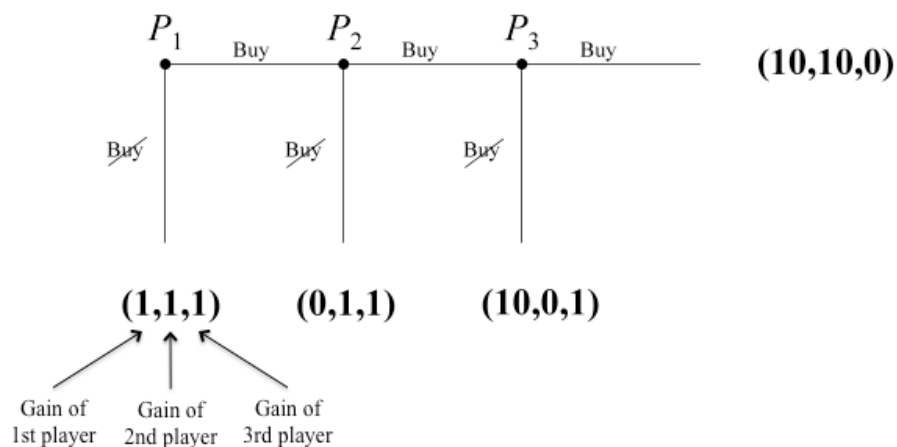 P1 P2 P3
Buy Buy Buy
(10,10,0)
Buy Buy Buy
(1,1,1) (0,1,1) (10,0,1)
Gain of Gain of Gain of
1st player 2nd player 3rd player